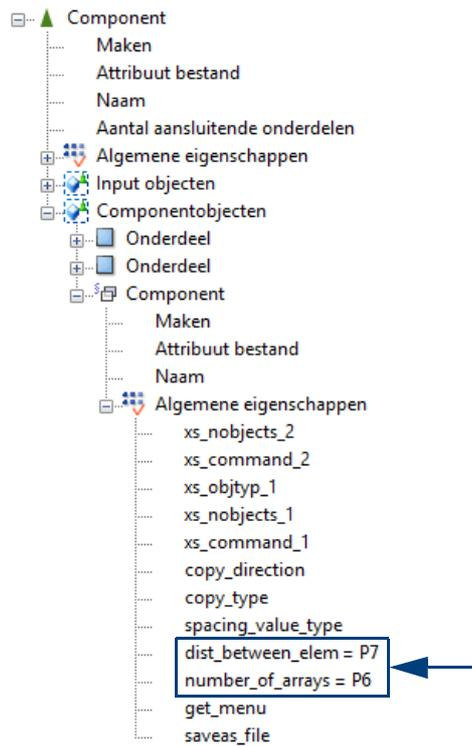 Component
Maken
Attribuut bestand
Naam
Aantal aansluitende onderdelen
Algemene eigenschappen
Input objecten
Componentobjecten
Onderdeel
Onderdeel
Component
Maken
Attribuut bestand
Naam
Algemene eigenschappen
xs_nobjects_2
xs_command_2
xs_objtyp_1
xs_nobjects_1
xs_command_1
copy_direction
copy_type
spacing_value_type
dist_between_elem = P7
number_of_arrays = P6
get_menu
saveas_file